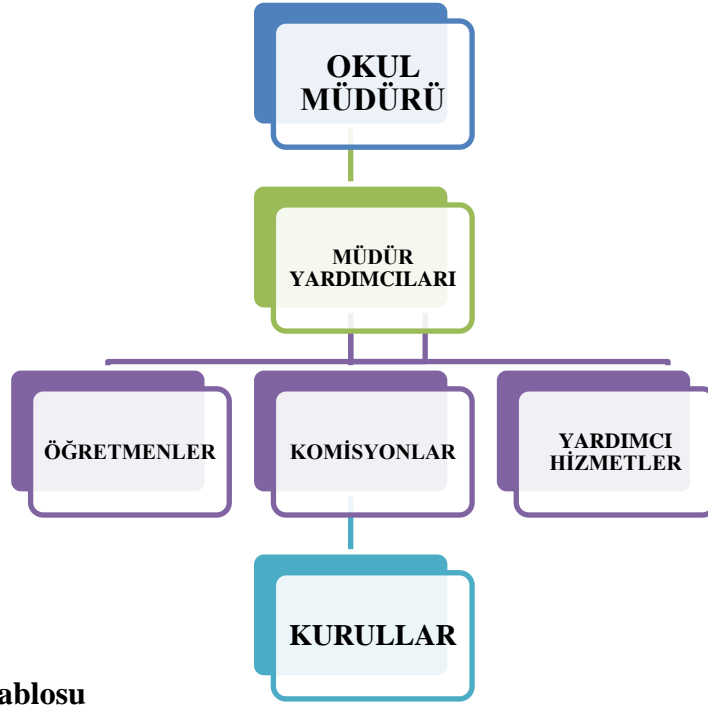 OKUL
MÜDÜRÜ
MÜDÜR
YARDIMCILARI
ÖĞRETMENLER
KOMİSYONLAR
YARDIMCI
HİZMETLER
KURULLAR
ablosu